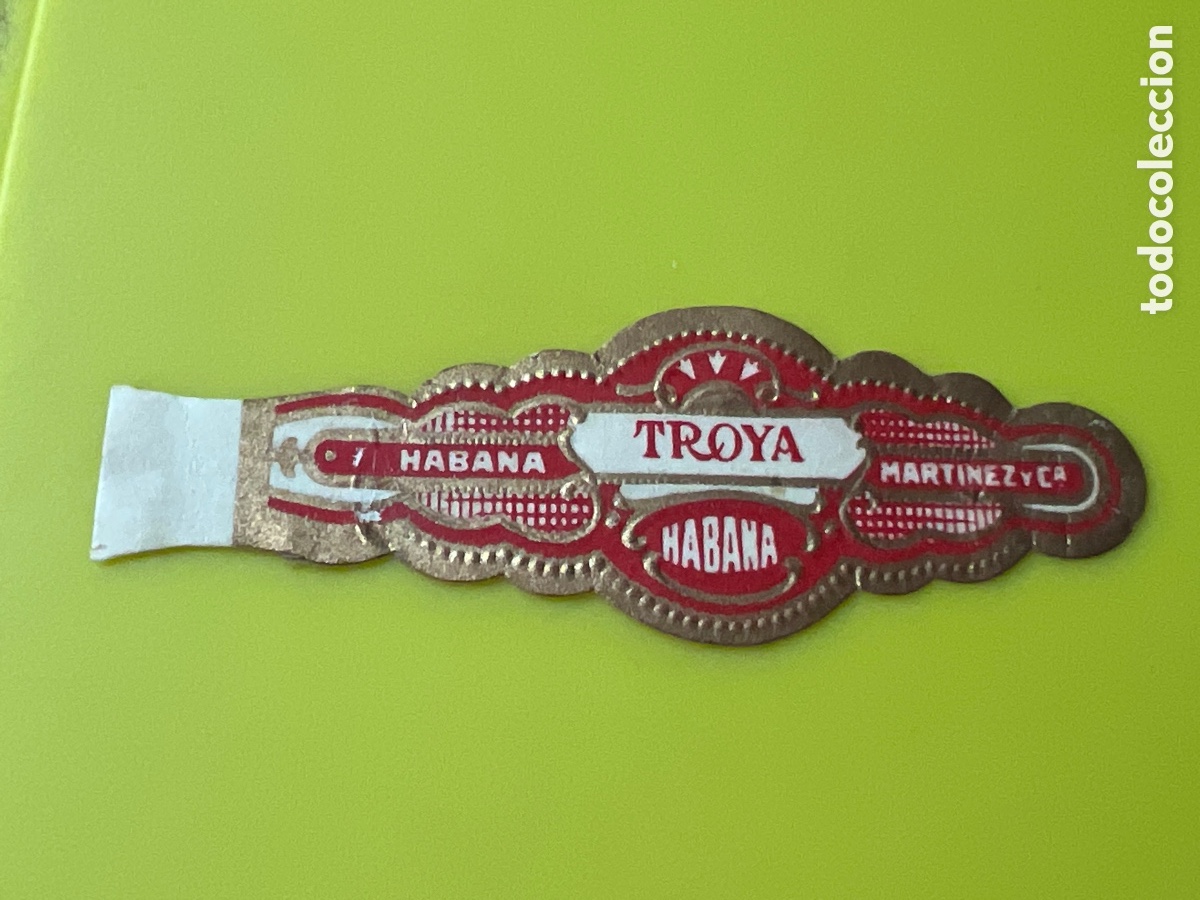 HABANA
TROYA
HABANA
MARTINEZ Y Cª
todocoleccion